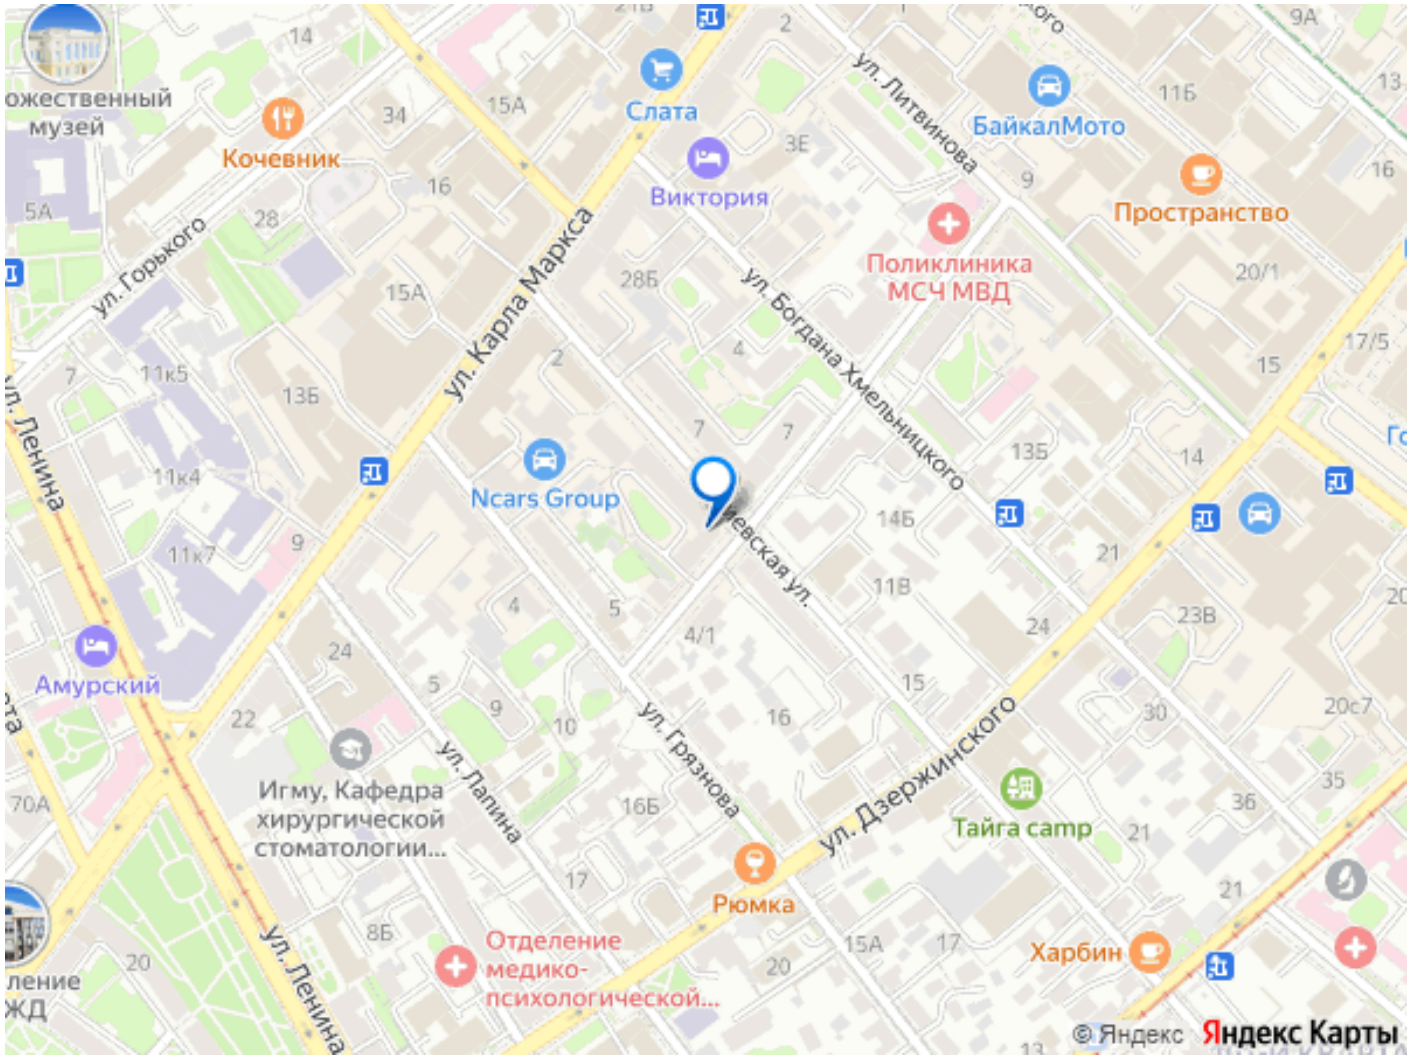 21Б
2
кого
9А
14
ожественный
музей
34
15А
Слата
ул. Литвинова
11Б
13
БайкалМото
Кочевник
3Е
16
Виктория
9
16
5А
28
Пространство
ул. Горького
Поликлиника
МСЧ МВД
15А
ул. Карла Маркса
28Б
ул. Богдана Хмельницкого
20/1
7
11к5
2
4
15
17/5
13Б
ул. Ленина
11к4
7
7
13Б
14
Го
Ncars Group
14Б
11к7
9
иевская ул.
21
11В
20
4
5
4/1
24
23В
24
Амурский
5
15
22
9
10
16
30
20с7
ул. Грязнова
ул. Дзержинского
ета
ул. Лапина
70А
Игму, Кафедра
хирургической
стоматологии...
16Б
Тайга camp
21
36
35
17
Рюмка
21
8Б
ул. Ленина
Отделение
медико-
психологической...
15А
17
Харбин
20
20
ление
ЖД
13
© Яндекс Яндекс Карты